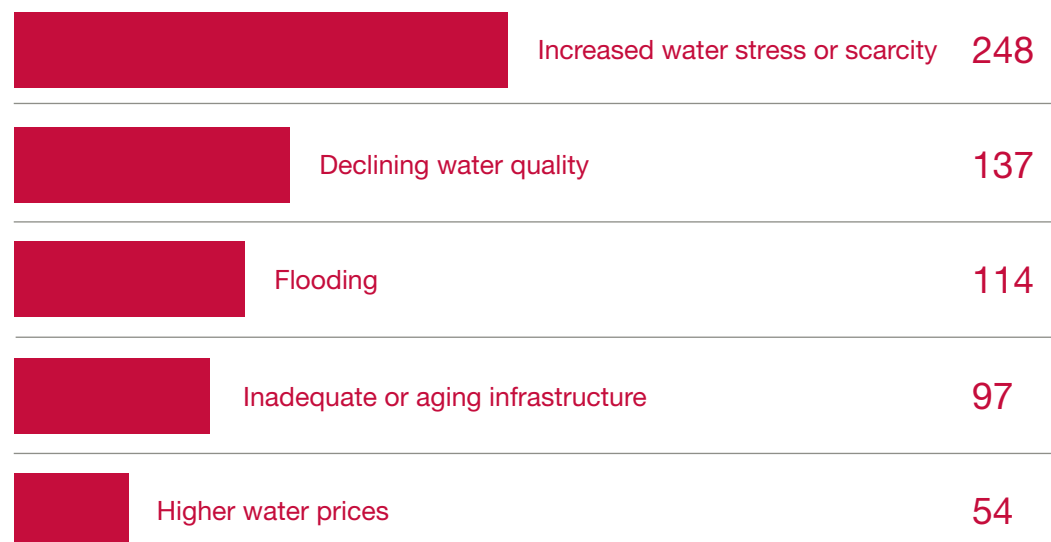 Increased water stress or scarcity 248
Declining water quality 137
Flooding 114
Inadequate or aging infrastructure 97
Higher water prices 54